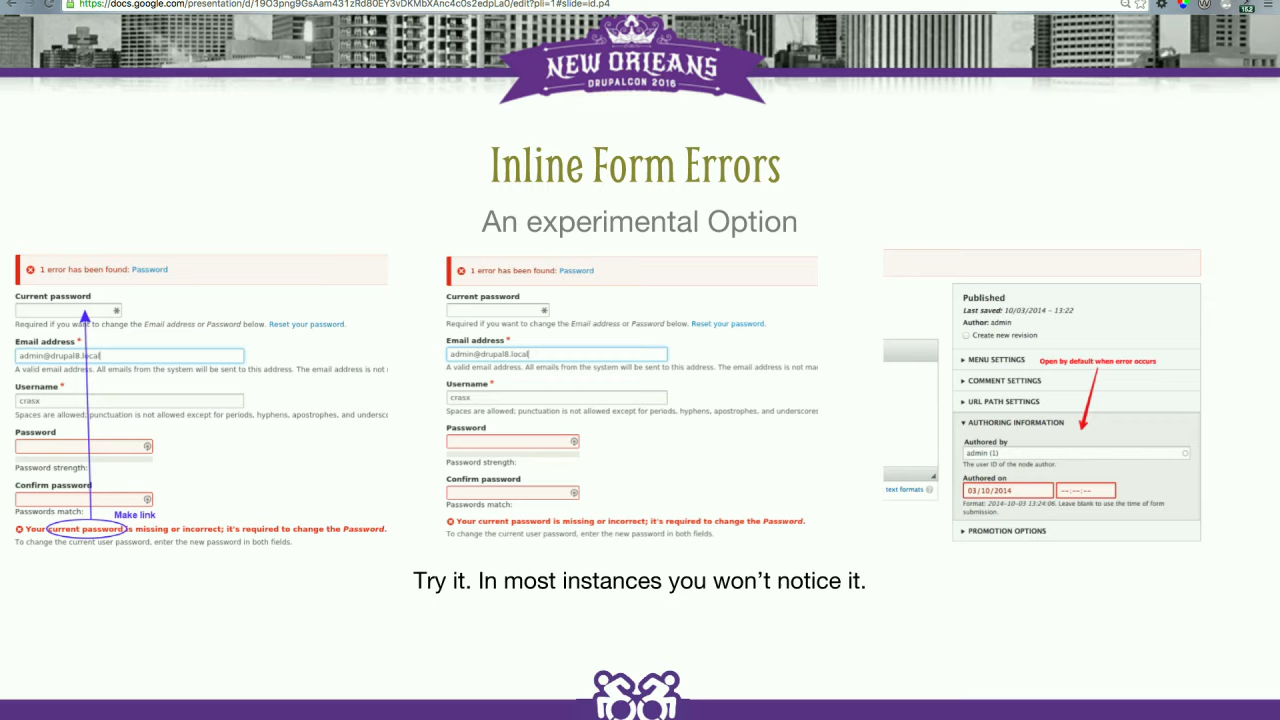 https://docs.google.com/presentation/d/19O3png9GsAam431zRd80EY3vDKMbXAnc4c0s2edpLa0/edit?pli=1#slide=id.p4
152
NEW ORLEANS
DRUPALCON 2016
Inline Form Errors
An experimental Option
1 error has been found: Password
Current password
Required if you want to change the Email address or Password below. Reset your password.
Email address *
admin@drupal8.local
A valid email address. All emails from the system will be sent to this address. The email address is not
Username *
crasx
Spaces are allowed; punctuation is not allowed except for periods, hyphens, apostrophes, and undersco
Password
Password strength:
Confirm password
Passwords match:
Make link
Your current password is missing or incorrect; it's required to change the Password.
To change the current user password, enter the new password in both fields.
1 error has been found: Password
Current password
Required if you want to change the Email address or Password below. Reset your password.
Email address *
admin@drupal8.local
A valid email address. All emails from the system will be sent to this address. The email address is not ma
Username *
crasx
Spaces are allowed; punctuation is not allowed except for periods, hyphens, apostrophes, and underscores
Password
Password strength:
Confirm password
Passwords match:
Your current password is missing or incorrect; it's required to change the Password.
To change the current user password, enter the new password in both fields.
text formats
Published
Last saved: 10/03/2014 - 13:22
Author: admin
Create new revision
MENU SETTINGS
Open by default when error occurs
COMMENT SETTINGS
URL PATH SETTINGS
AUTHORING INFORMATION
Authored by
admin (1)
The user ID of the node author.
Authored on
03/10/2014 --:--:--
Format: 2014-10-03 13:24:06. Leave blank to use the time of form
submission.
PROMOTION OPTIONS
Try it. In most instances you won't notice it.